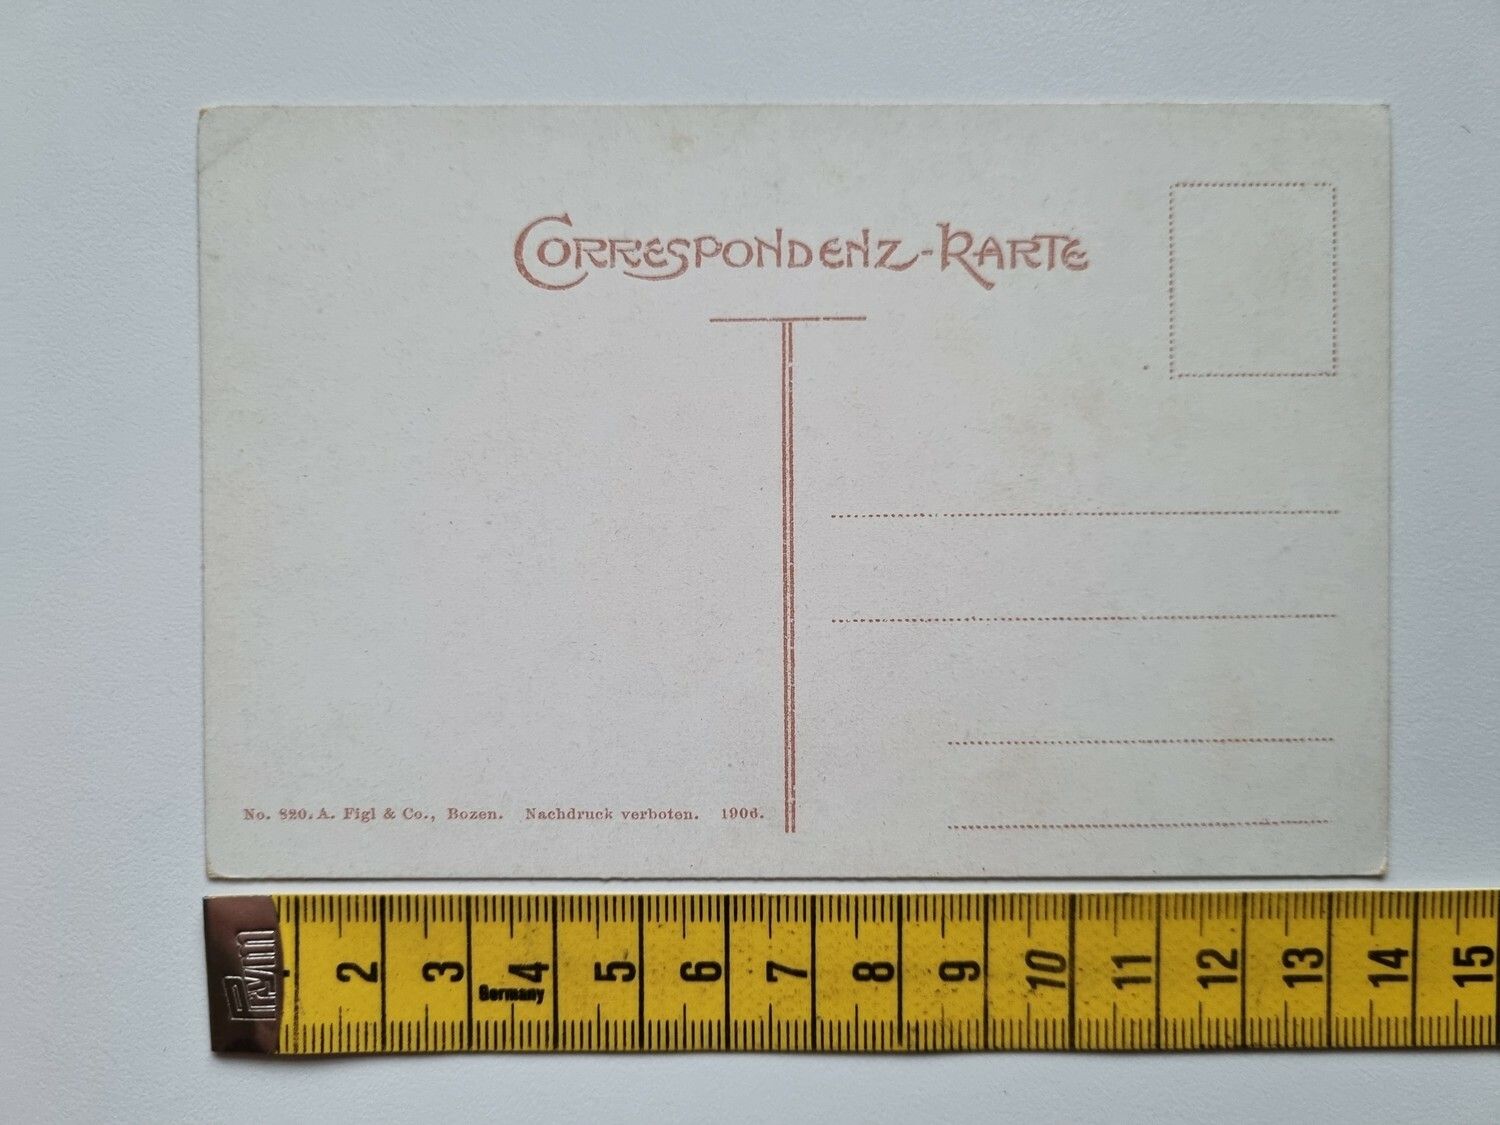 CORRESPONDENZ-KARTE
No. 820. A. Figl & Co., Bozen. Nachdruck verboten. 1906.
Prym 2 3 4 5 6 7 8 9 10 11 12 13 14 15
Germany